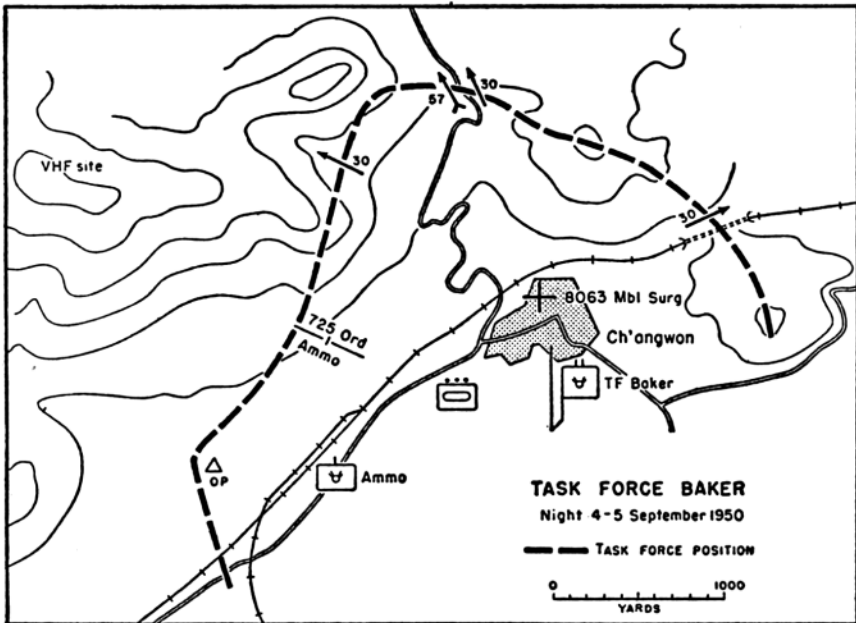 30
57
VHF site
30
30
8063 Mbl Surg
725 Ord
Ammo
Ch'angwon
TF Baker
OP
Ammo
TASK FORCE BAKER
Night 4-5 September 1950
TASK FORCE POSITION
0 1000
YARDS